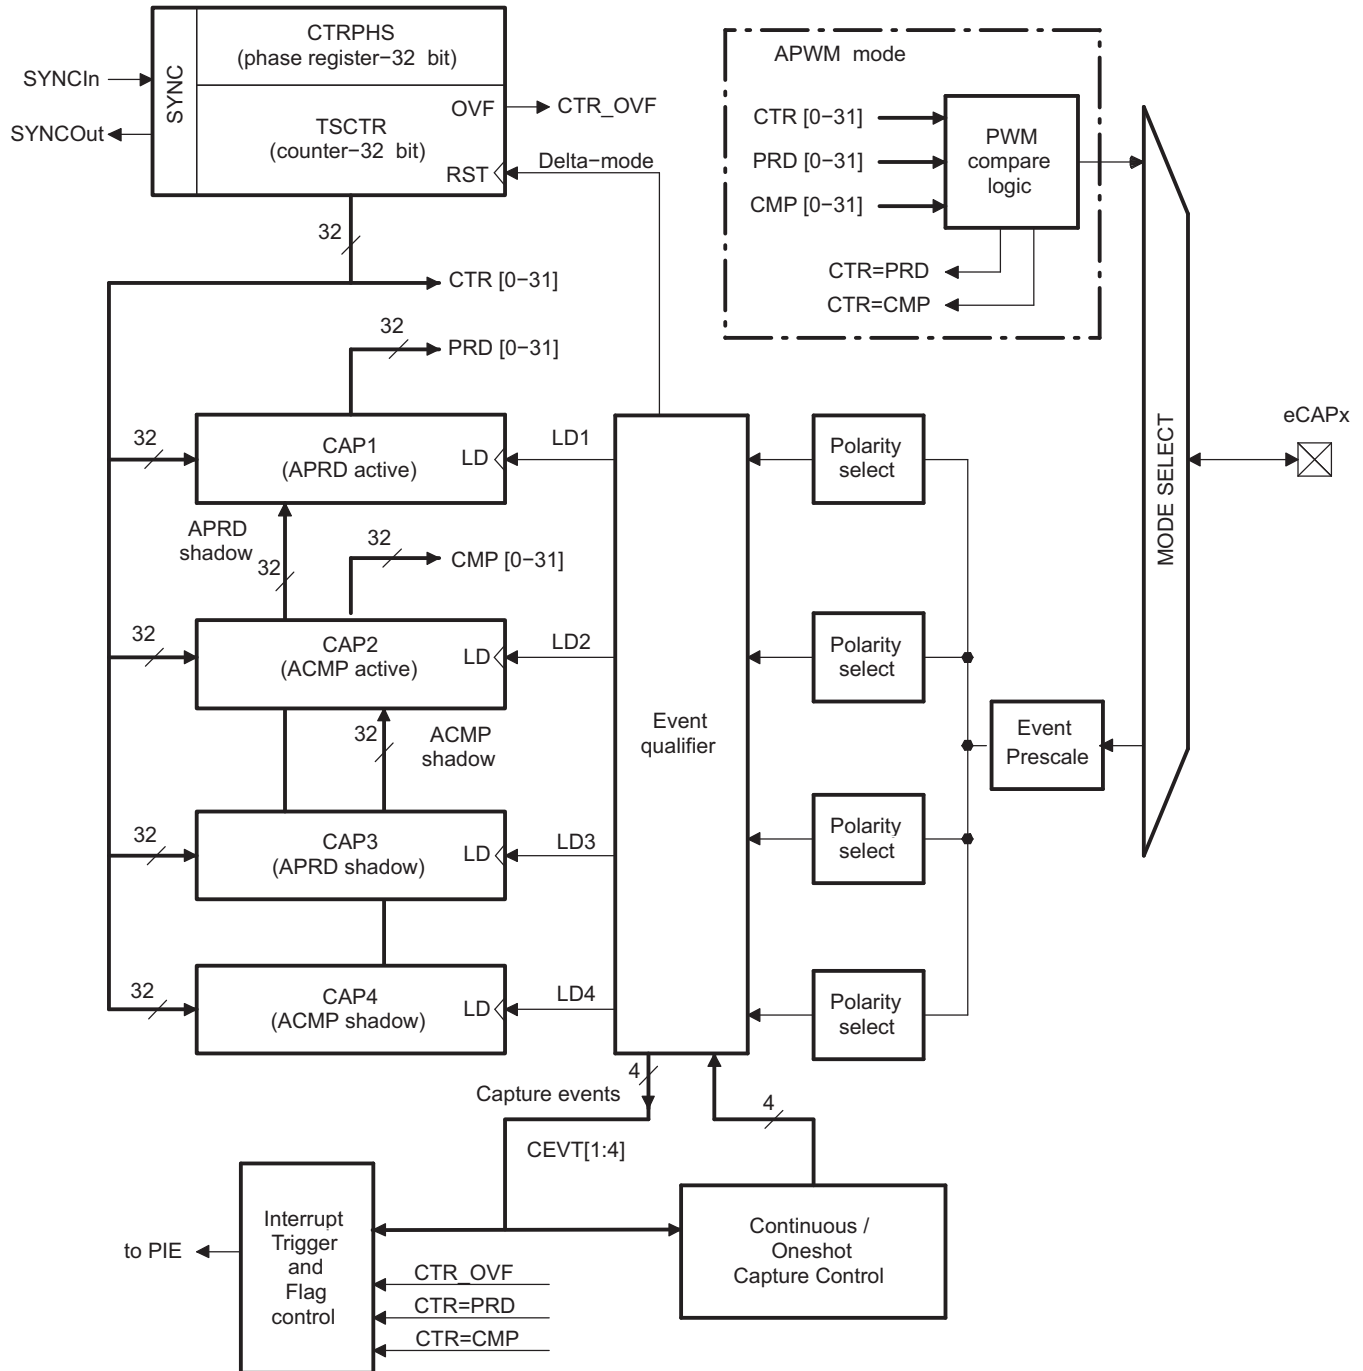 CTRPHS
(phase register−32 bit)
APWM mode
SYNCIn
SYNC
OVF
CTR_OVF
SYNCOut
TSCTR
(counter−32 bit)
RST
Delta−mode
CTR [0−31]
PRD [0−31]
CMP [0−31]
PWM
compare
logic
CTR=PRD
CTR=CMP
32
CTR [0−31]
32
PRD [0−31]
MODE SELECT
eCAPx
32
CAP1
(APRD active)
LD
LD1
Polarity
select
APRD
shadow
32
32
CMP [0−31]
32
CAP2
(ACMP active)
LD
LD2
Polarity
select
32
ACMP
shadow
Event
qualifier
Event
Prescale
32
CAP3
(APRD shadow)
LD
LD3
Polarity
select
32
CAP4
(ACMP shadow)
LD
LD4
Polarity
select
4
Capture events
4
CEVT[1:4]
Interrupt
Trigger
and
Flag
control
to PIE
CTR_OVF
CTR=PRD
CTR=CMP
Continuous /
Oneshot
Capture Control